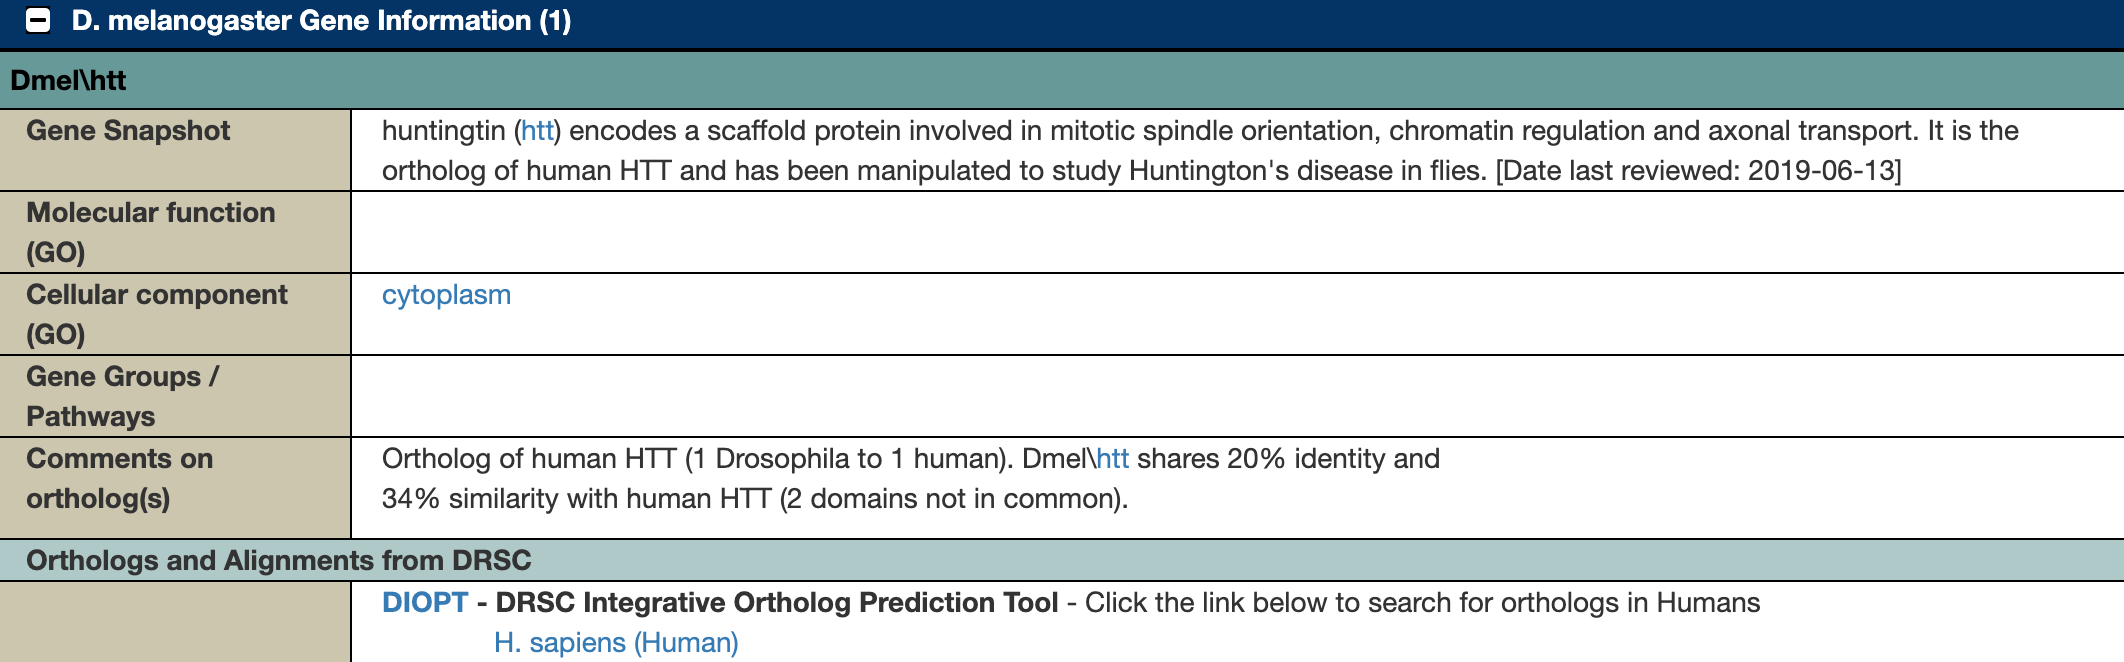 D. melanogaster Gene Information (1)
Dmel\htt
Gene Snapshot
huntingtin (htt) encodes a scaffold protein involved in mitotic spindle orientation, chromatin regulation and axonal transport. It is the
ortholog of human HTT and has been manipulated to study Huntington's disease in flies. [Date last reviewed: 2019-06-13]
Molecular function
(GO)
Cellular component
(GO)
cytoplasm
Gene Groups /
Pathways
Comments on
ortholog(s)
Ortholog of human HTT (1 Drosophila to 1 human). Dmel\htt shares 20% identity and
34% similarity with human HTT (2 domains not in common).
Orthologs and Alignments from DRSC
DIOPT - DRSC Integrative Ortholog Prediction Tool - Click the link below to search for orthologs in Humans
H. sapiens (Human)